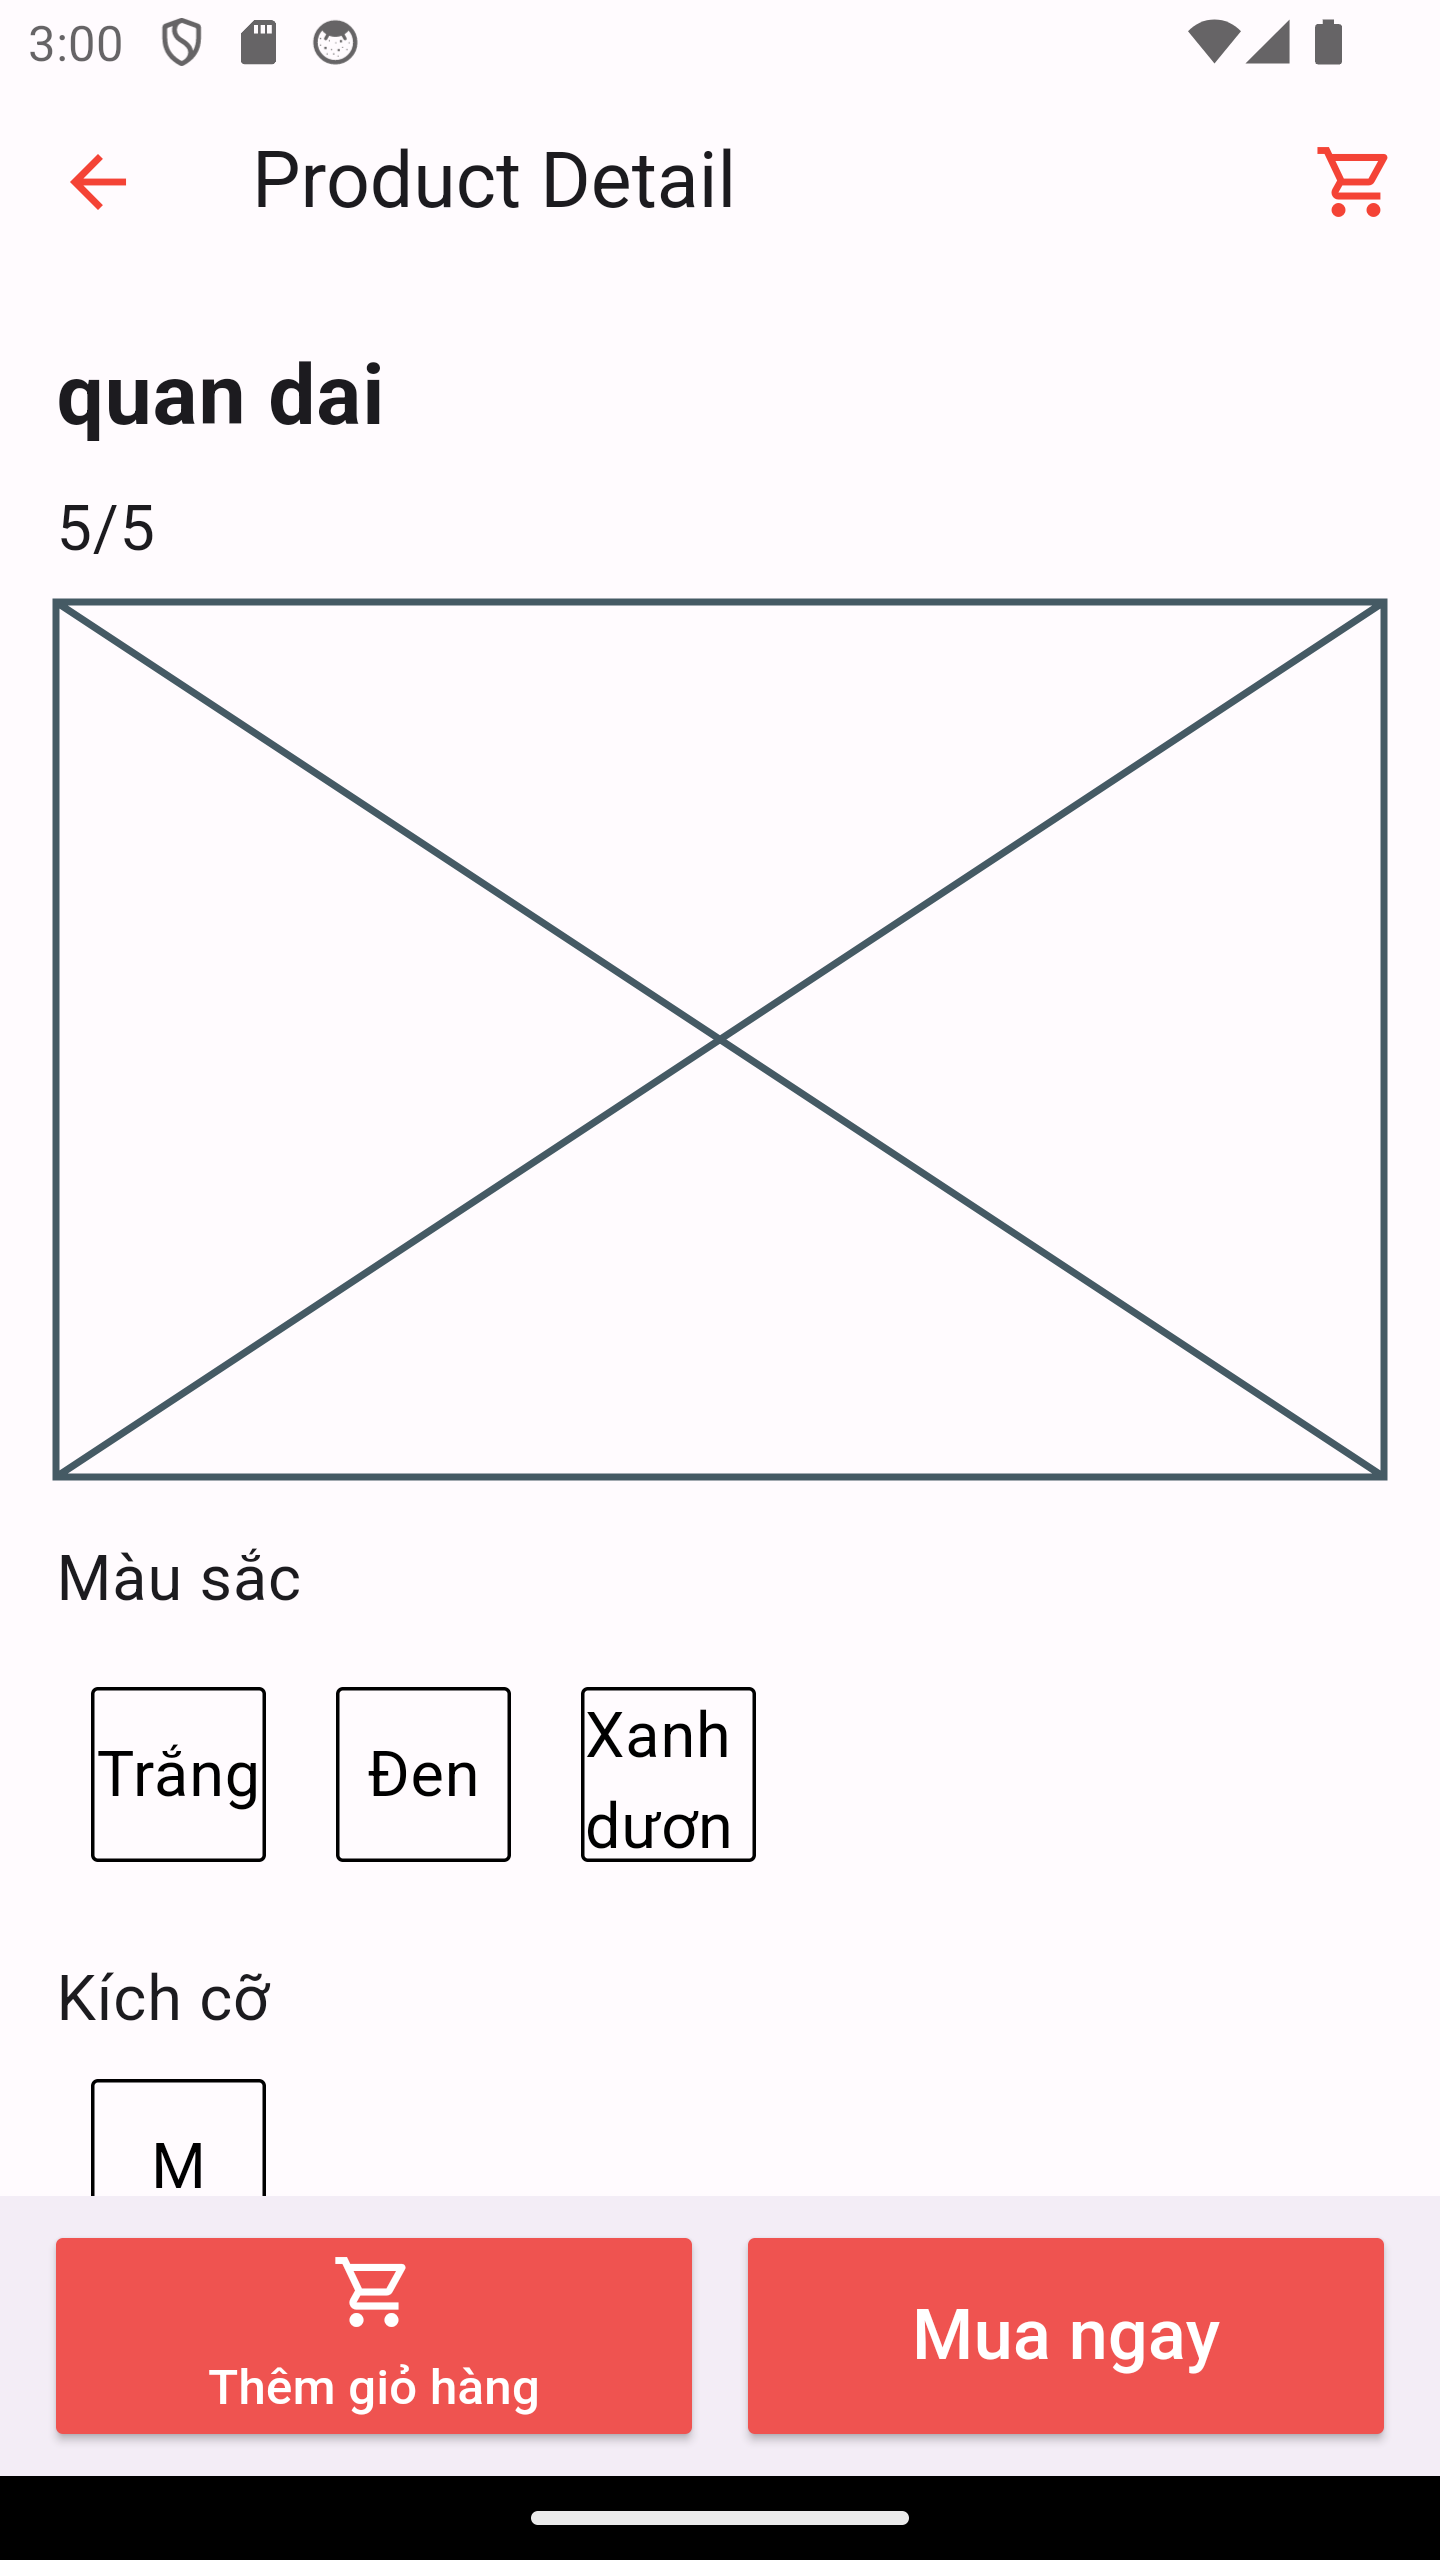 3:00
Product Detail
quan dai
5/5
Màu sắc
Trắng
Đen
Xanh
dươn
Kích cỡ
M
Thêm giỏ hàng
Mua ngay